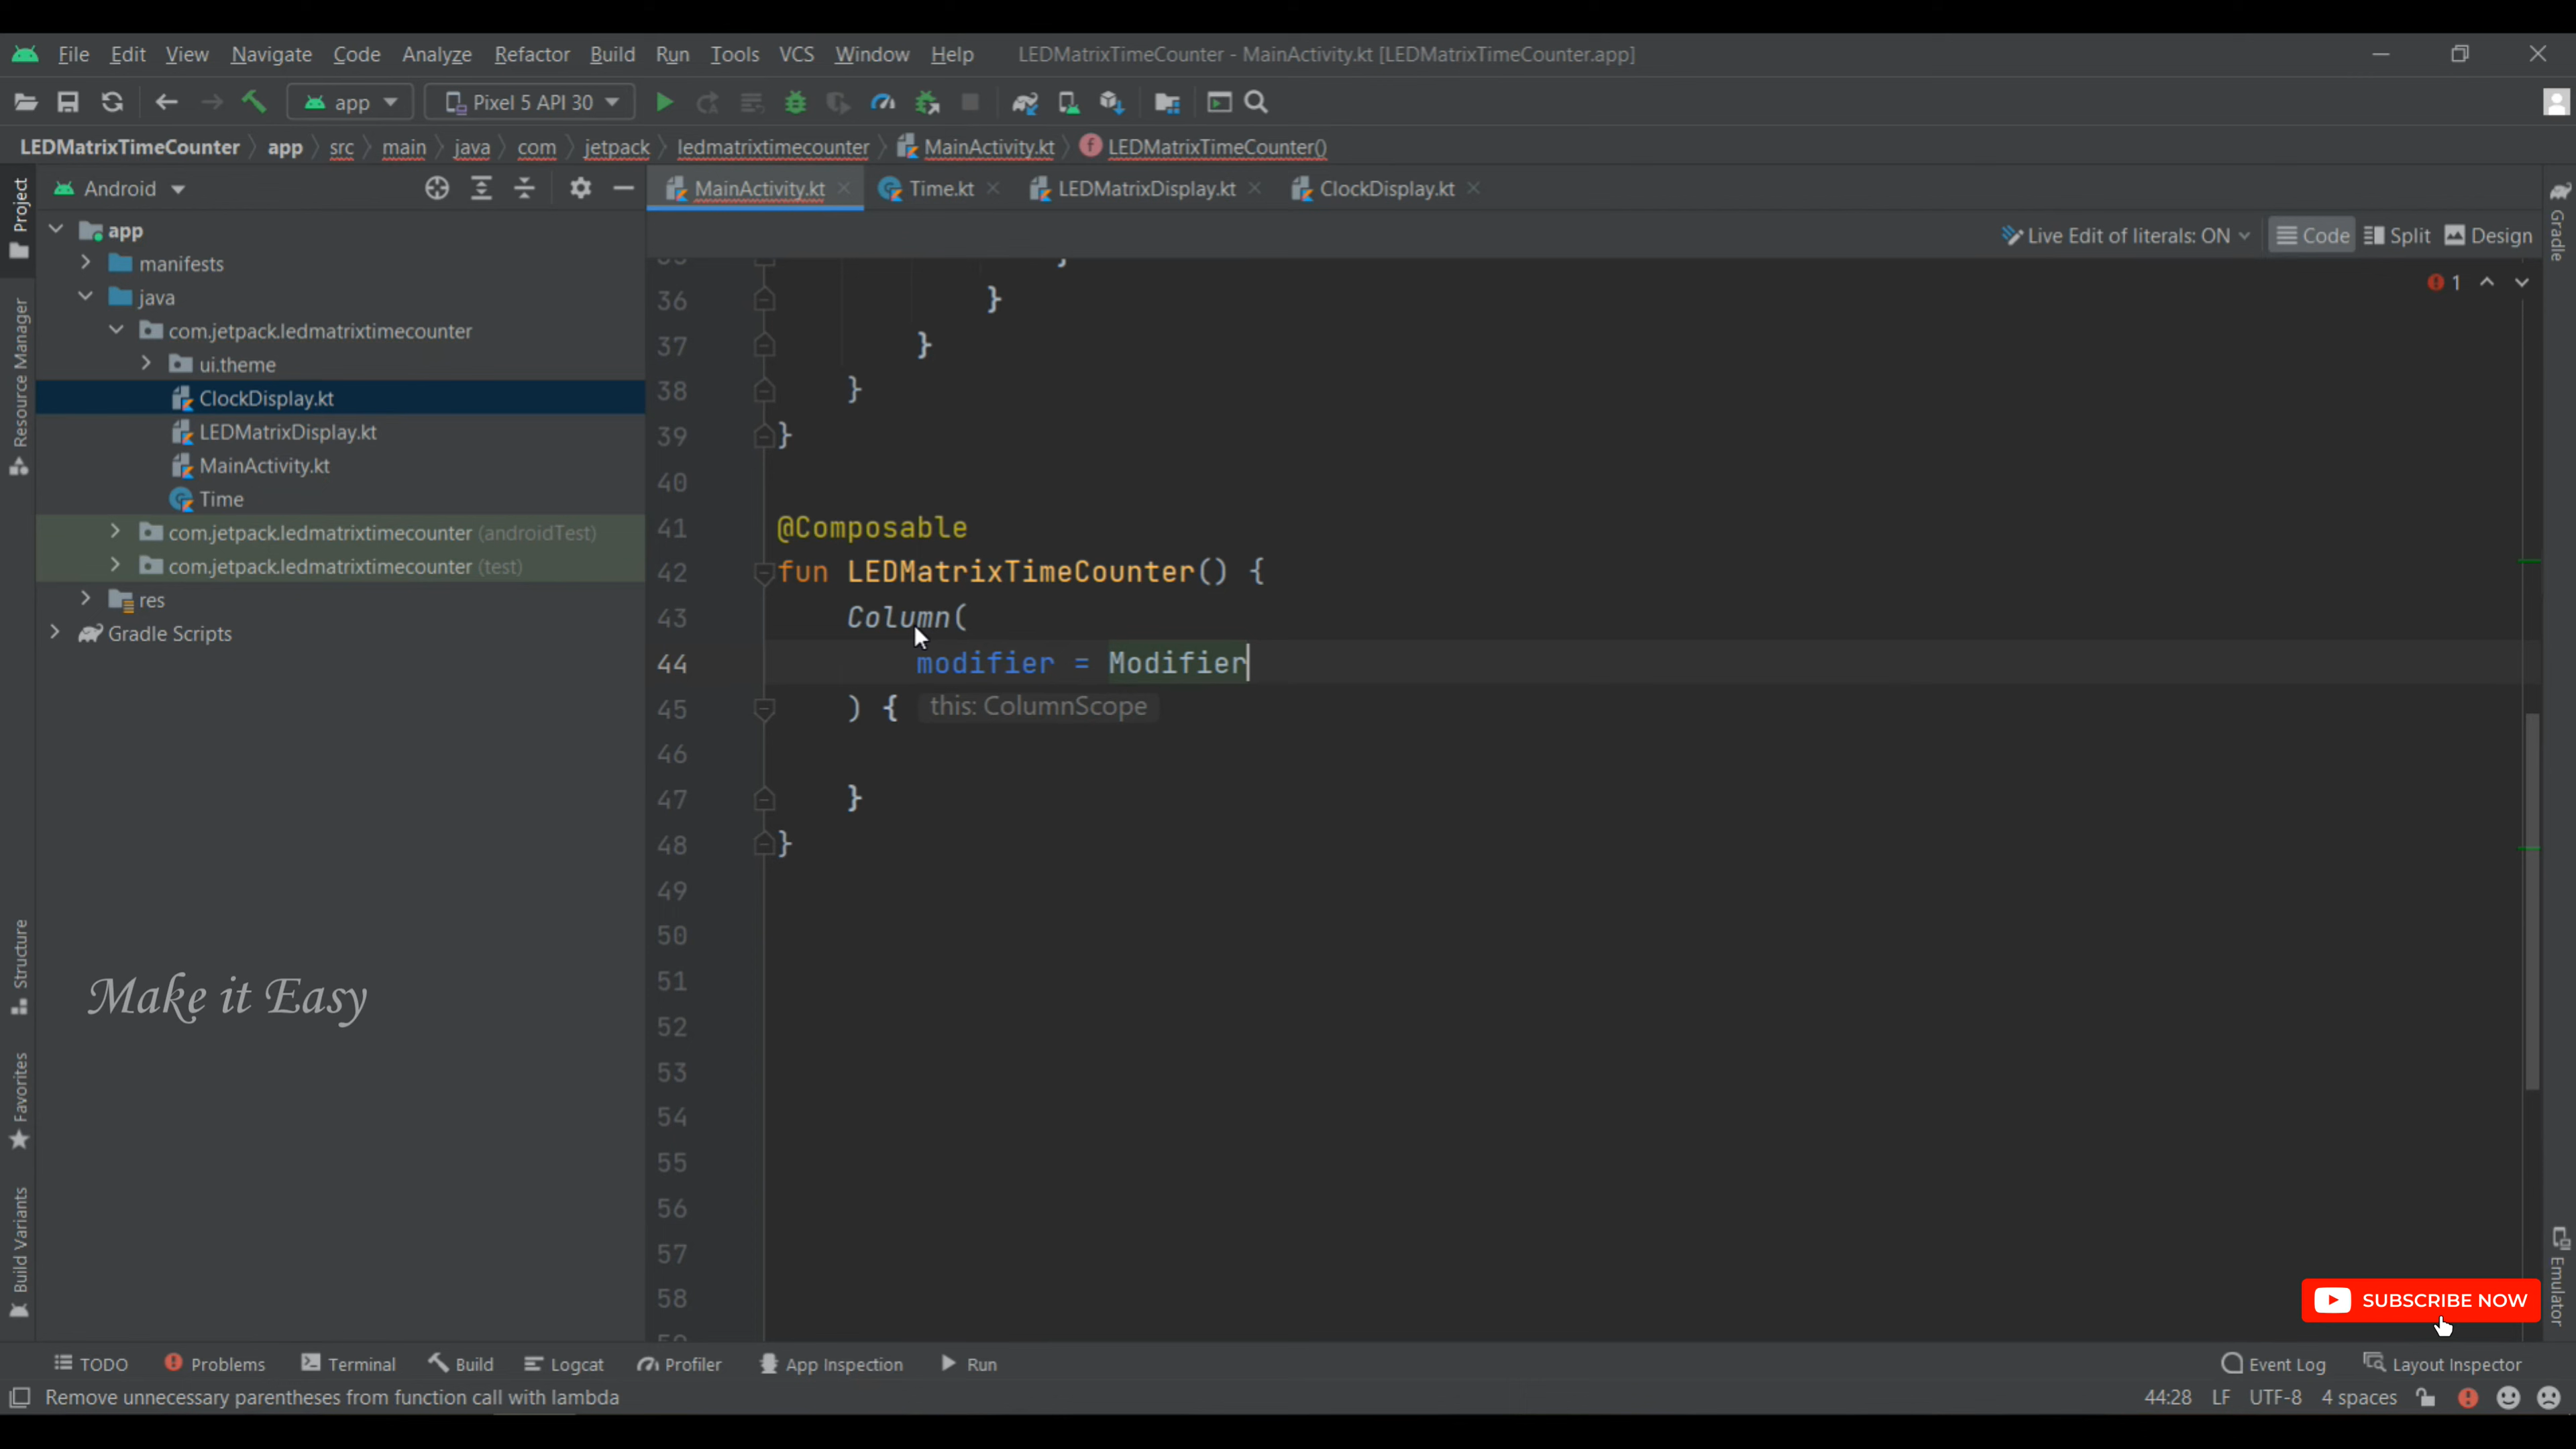 File Edit View Navigate Code Analyze Refactor Build Run Tools VCS Window Help LEDMatrixTimeCounter - MainActivity.kt [LEDMatrixTimeCounter.app]
app Pixel 5 API 30
LEDMatrixTimeCounter app src main java com jetpack ledmatrixtimecounter MainActivity.kt LEDMatrixTimeCounter()
Project
Android
MainActivity.kt Time.kt LEDMatrixDisplay.kt ClockDisplay.kt
Gradle
Live Edit of literals: ON Code Split Design
1
app
manifests
java
com.jetpack.ledmatrixtimecounter
ui.theme
ClockDisplay.kt
LEDMatrixDisplay.kt
MainActivity.kt
Time
com.jetpack.ledmatrixtimecounter (androidTest)
com.jetpack.ledmatrixtimecounter (test)
res
Gradle Scripts
Resource Manager
Structure
Favorites
Build Variants
Make it Easy
36 }
37 }
38 }
39 }
40
41 @Composable
42 fun LEDMatrixTimeCounter() {
43 Column(
44 modifier = Modifier
45 ) { this: ColumnScope
46
47 }
48 }
49
50
51
52
53
54
55
56
57
58
SUBSCRIBE NOW
Emulator
TODO Problems Terminal Build Logcat Profiler App Inspection Run Event Log Layout Inspector
Remove unnecessary parentheses from function call with lambda 44:28 LF UTF-8 4 spaces